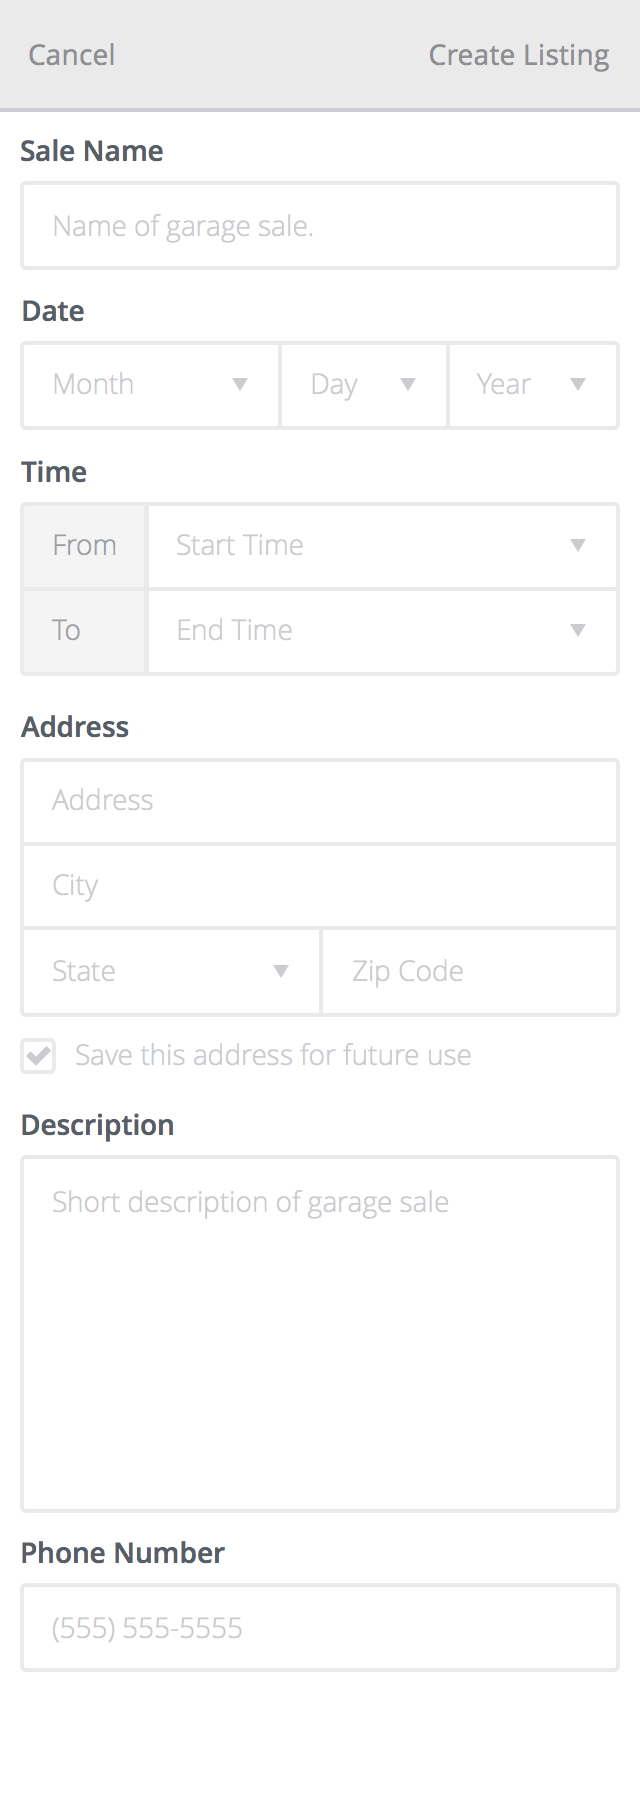 Cancel Create Listing
Sale Name
Name of garage sale.
Date
Month Day Year
Time
From Start Time
To End Time
Address
Address
City
State Zip Code
Save this address for future use
Description
Short description of garage sale
Phone Number
(555) 555-5555